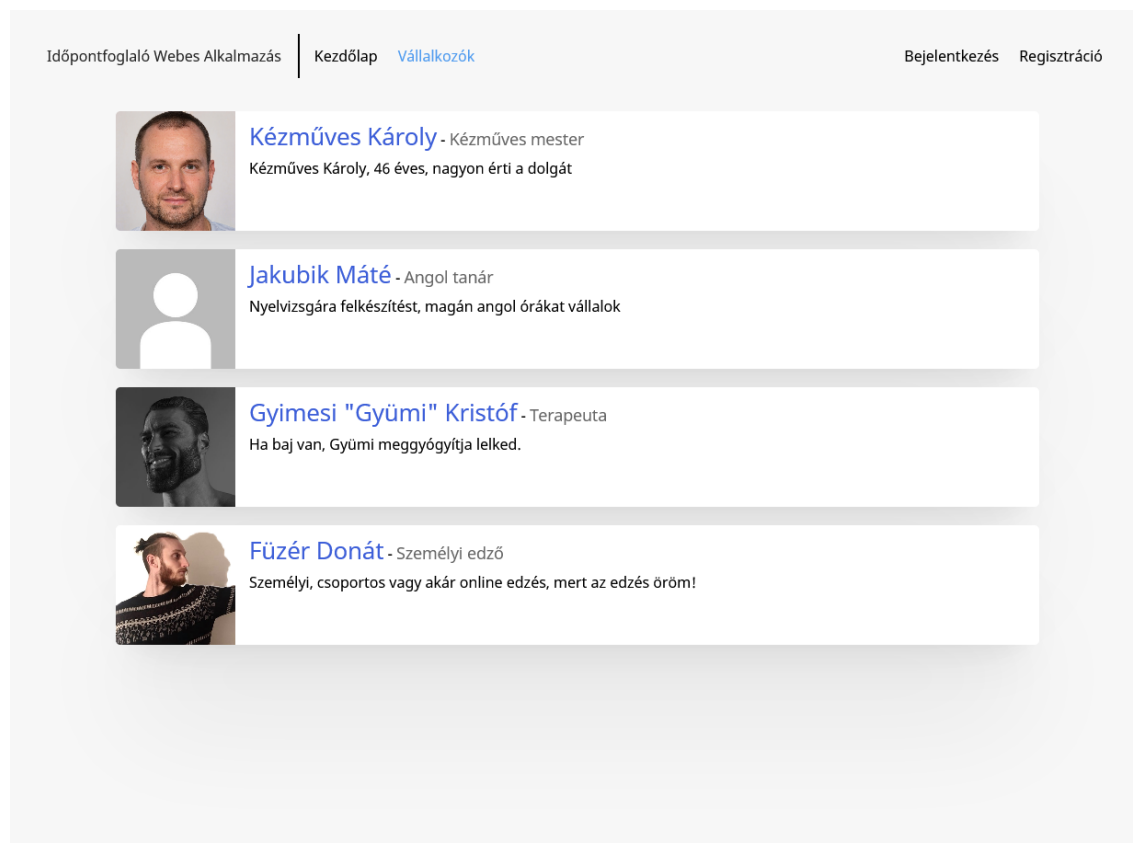 Időpontfoglaló Webes Alkalmazás Kezdőlap Vállalkozók Bejelentkezés Regisztráció
Kézműves Károly - Kézműves mester
Kézműves Károly, 46 éves, nagyon érti a dolgát
Jakubik Máté - Angol tanár
Nyelvizsgára felkészítést, magán angol órákat vállalok
Gyimesi "Gyümi" Kristóf - Terapeuta
Ha baj van, Gyümi meggyógyítja lelked.
Füzér Donát - Személyi edző
Személyi, csoportos vagy akár online edzés, mert az edzés öröm!